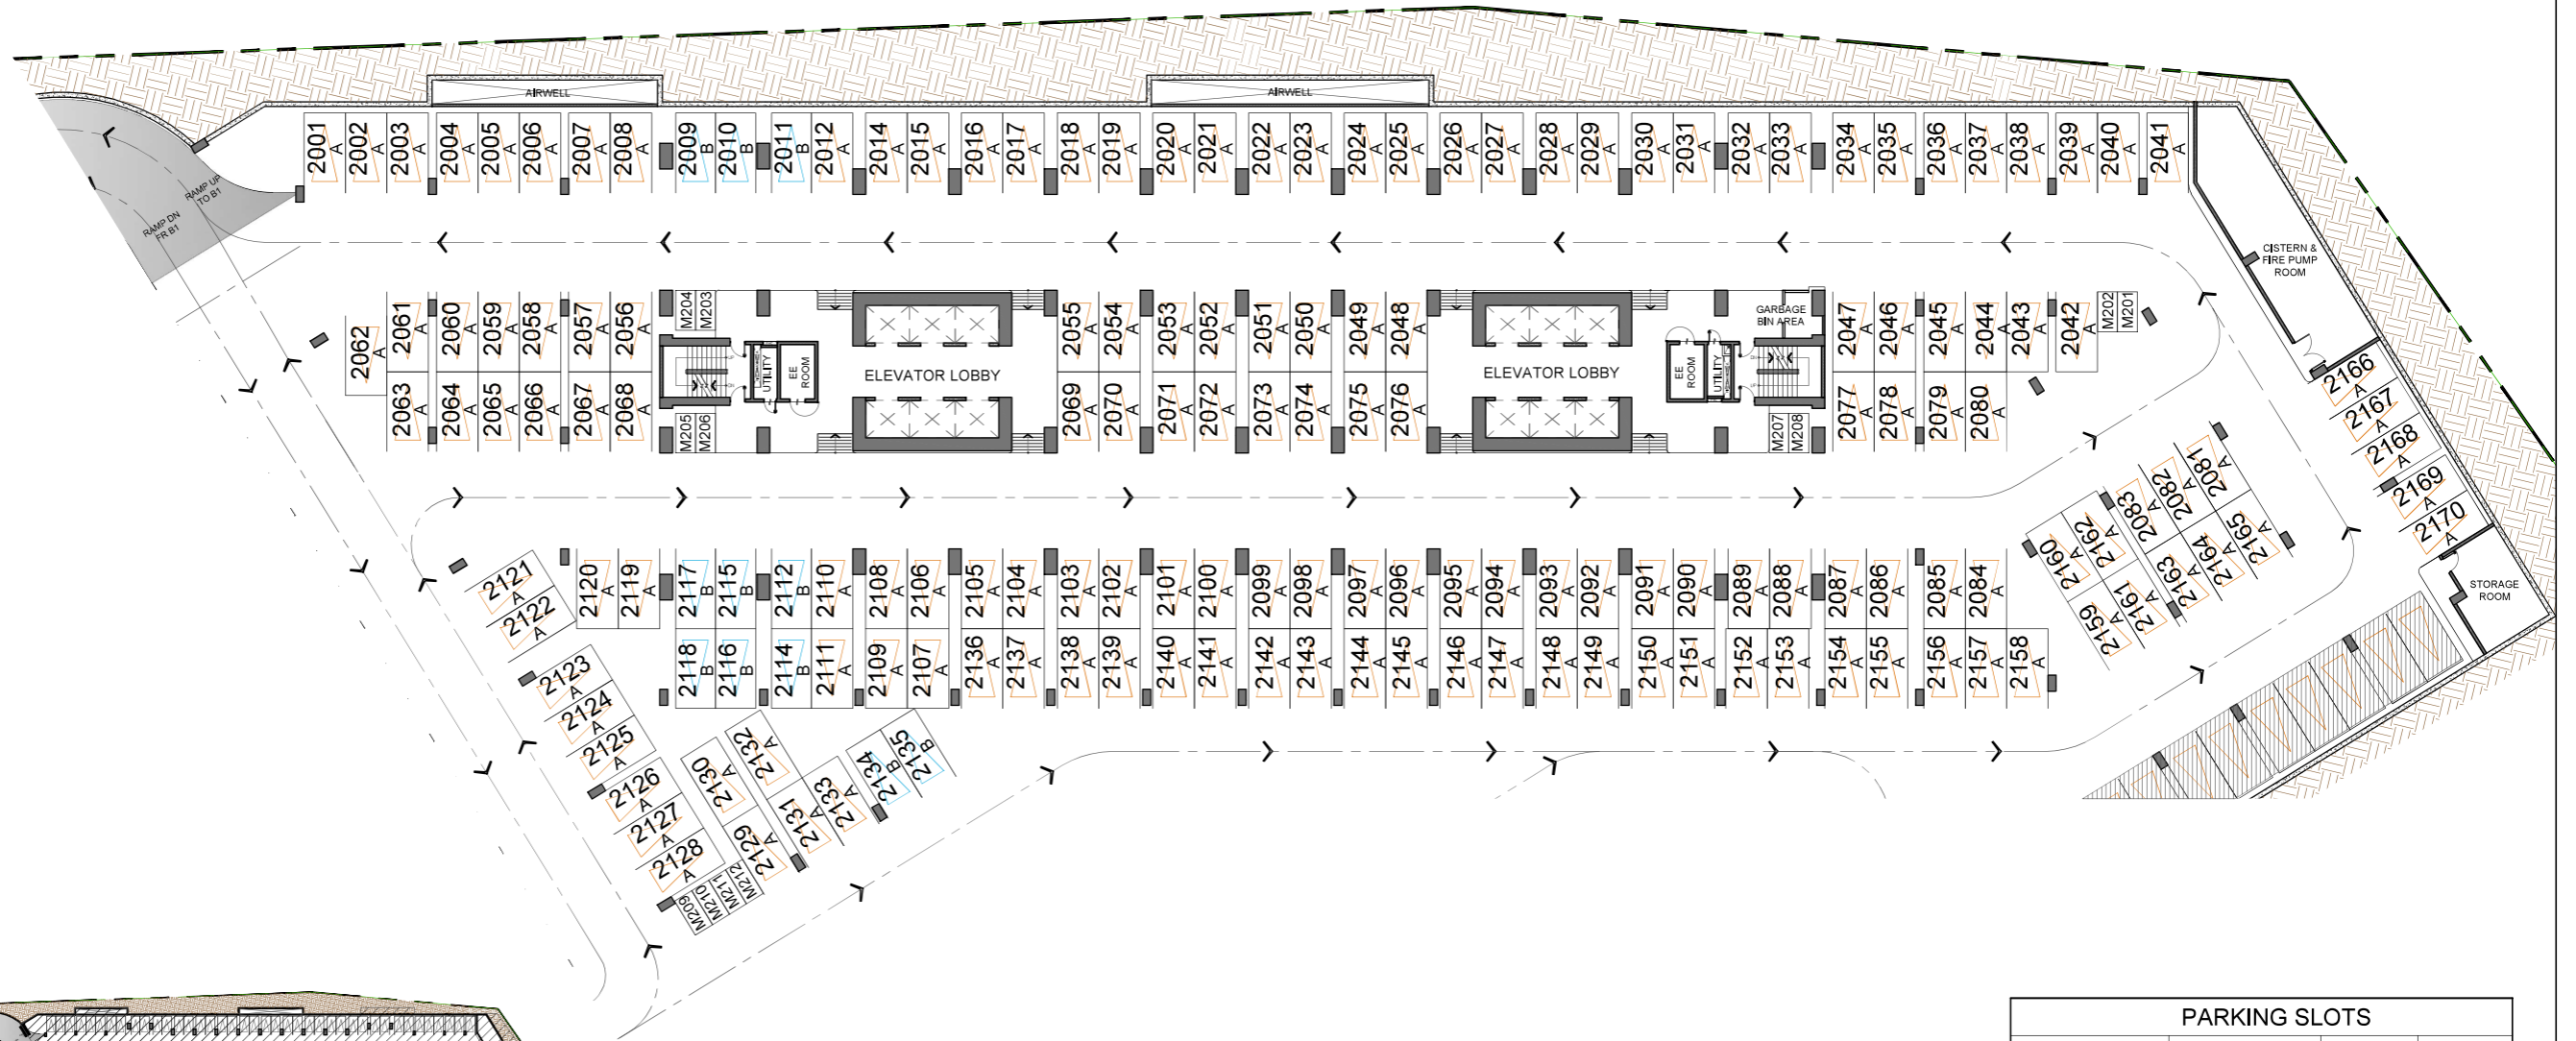 AIRWELL
AIRWELL
2001 A
2002 A
2003 A
2004 A
2005 A
2006 A
2007 A
2008 A
2009 B
2010 B
2011 B
2012 A
2014 A
2015 A
2016 A
2017 A
2018 A
2019 A
2020 A
2021 A
2022 A
2023 A
2024 A
2025 A
2026 A
2027 A
2028 A
2029 A
2030 A
2031 A
2032 A
2033 A
2034 A
2035 A
2036 A
2037 A
2038 A
2039 A
2040 A
2041 A
RAMP UP
TO B1
RAMP DN
FR B1
CISTERN &
FIRE PUMP
ROOM
2062 A
2061 A
2060 A
2059 A
2058 A
2057 A
2056 A
M204
M203
2055 A
2054 A
2053 A
2052 A
2051 A
2050 A
2049 A
2048 A
GARBAGE
BIN AREA
2047 A
2046 A
2045 A
2044 A
2043 A
2042 A
M202
M201
UP
DN
UTILITY
EE
ROOM
ELEVATOR LOBBY
ELEVATOR LOBBY
EE
ROOM
UTILITY
DN
UP
2063 A
2064 A
2065 A
2066 A
2067 A
2068 A
M205
M206
2069 A
2070 A
2071 A
2072 A
2073 A
2074 A
2075 A
2076 A
M207
M208
2077 A
2078 A
2079 A
2080 A
2166 A
2167 A
2168 A
2169 A
2170 A
2081 A
2082 A
2083 A
2162 A
2160 A
2165 A
2164 A
2163 A
2161 A
2159 A
STORAGE
ROOM
2121 A
2122 A
2120 A
2119 A
2117 B
2115 B
2112 B
2110 A
2108 A
2106 A
2105 A
2104 A
2103 A
2102 A
2101 A
2100 A
2099 A
2098 A
2097 A
2096 A
2095 A
2094 A
2093 A
2092 A
2091 A
2090 A
2089 A
2088 A
2087 A
2086 A
2085 A
2084 A
2118 B
2116 B
2114 B
2111 A
2109 A
2107 A
2136 A
2137 A
2138 A
2139 A
2140 A
2141 A
2142 A
2143 A
2144 A
2145 A
2146 A
2147 A
2148 A
2149 A
2150 A
2151 A
2152 A
2153 A
2154 A
2155 A
2156 A
2157 A
2158 A
2123 A
2124 A
2125 A
2126 A
2127 A
2128 A
2130 A
2132 A
2129 A
2131 A
2133 A
2134 B
2135 B
M209
M210
M211
M212
PARKING SLOTS